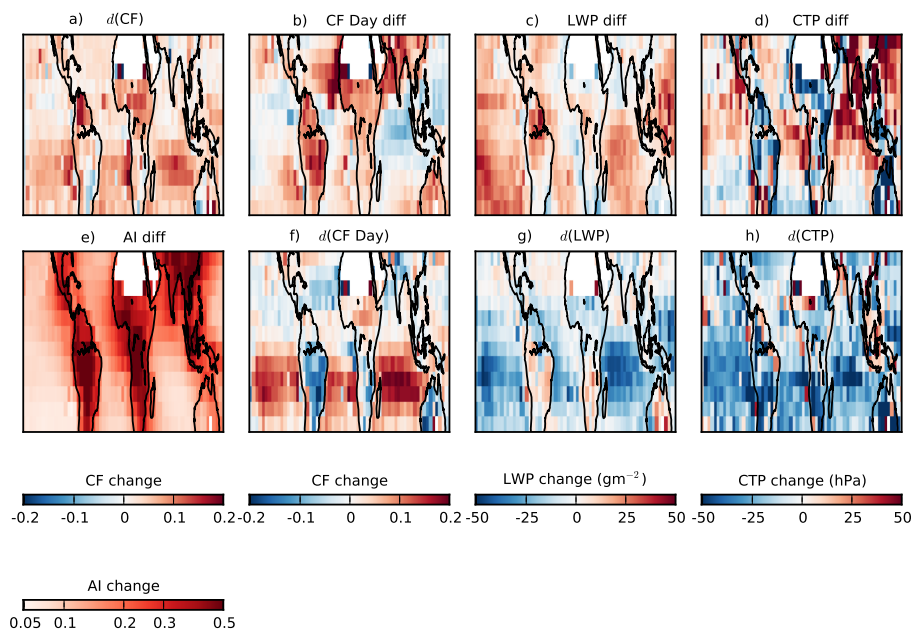 a) d(CF)
b) CF Day diff
c) LWP diff
d) CTP diff
e) AI diff
f) d(CF Day)
g) d(LWP)
h) d(CTP)
CF change
-0.2 -0.1 0 0.1 0.2
CF change
-0.2 -0.1 0 0.1 0.2
LWP change (gm⁻²)
-50 -25 0 25 50
CTP change (hPa)
-50 -25 0 25 50
AI change
0.05 0.1 0.2 0.3 0.5